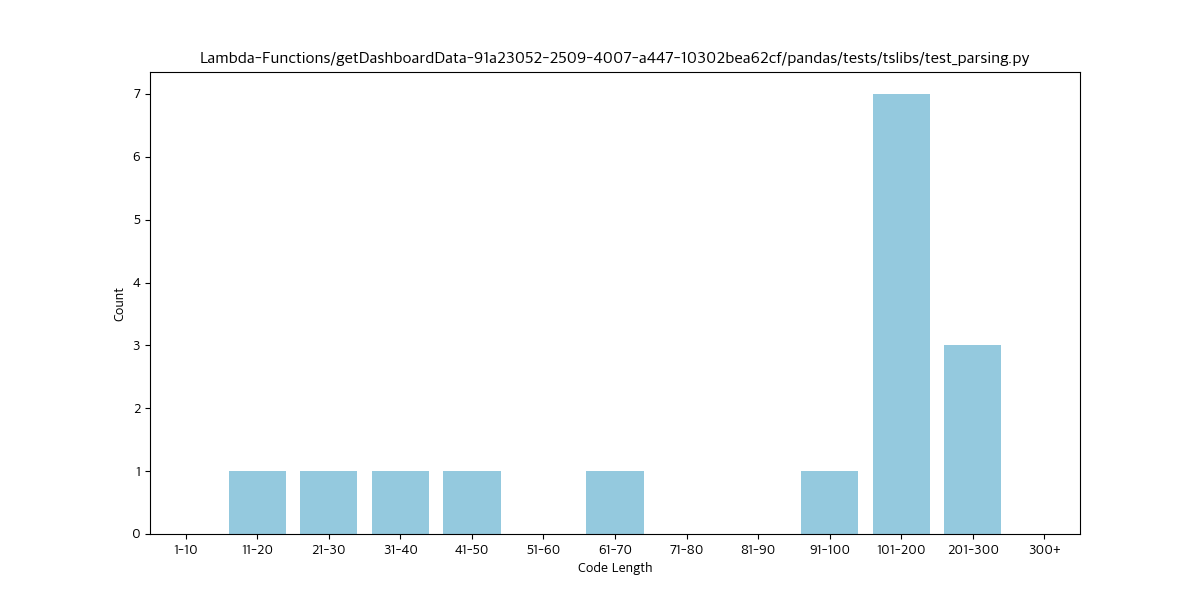 Lambda-Functions/getDashboardData-91a23052-2509-4007-a447-10302bea62cf/pandas/tests/tslibs/test_parsing.py
7
6
5
4
3
2
1
0
Count
1-10 11-20 21-30 31-40 41-50 51-60 61-70 71-80 81-90 91-100 101-200 201-300 300+
Code Length